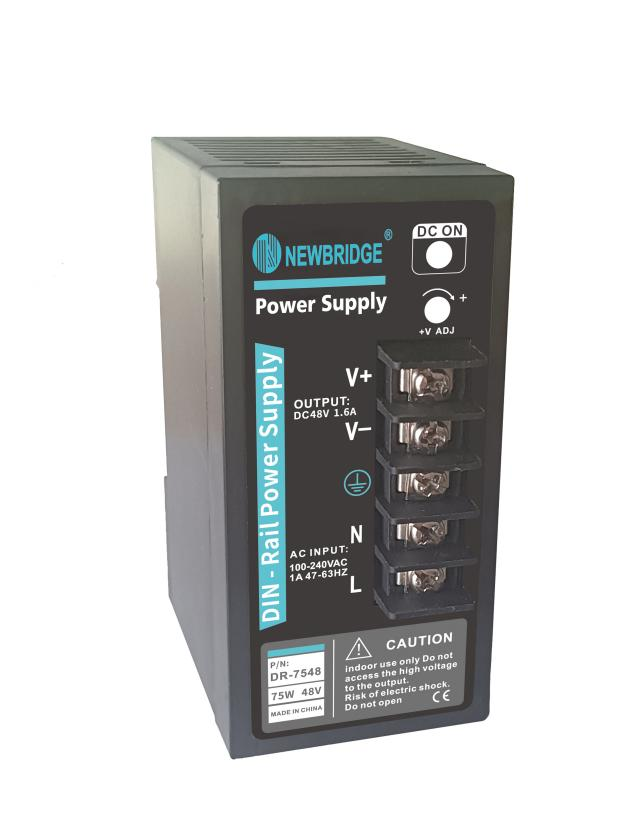 DC ON
NEWBRIDGE®
Power Supply
+
+V ADJ
DIN - Rail Power Supply
V+
OUTPUT:
DC48V 1.6A
V−
N
AC INPUT:
100-240VAC
1A 47-63HZ
L
P/N:
DR-7548
75W 48V
MADE IN CHINA
CAUTION
indoor use only Do not
access the high voltage
to the output.
Risk of electric shock.
Do not open
CE